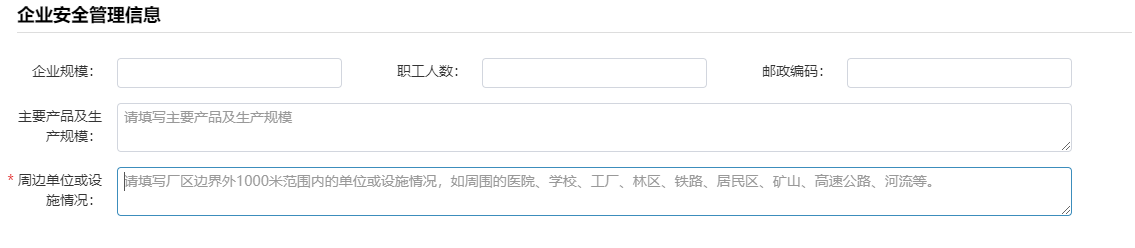 企业安全管理信息
企业规模： 职工人数： 邮政编码：
主要产品及生产规模： 请填写主要产品及生产规模
* 周边单位或设施情况： 请填写厂区边界外1000米范围内的单位或设施情况，如周围的医院、学校、工厂、林区、铁路、居民区、矿山、高速公路、河流等。